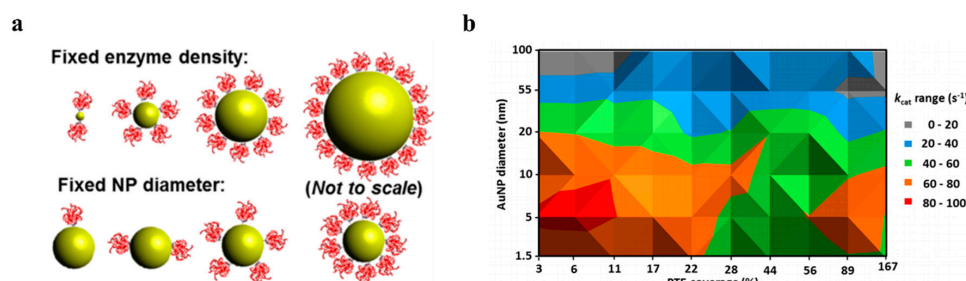 a
Fixed enzyme density:
Fixed NP diameter:
(Not to scale)
b
AuNP diameter (nm)
100
55
20
10
5
1.5
3 6 11 17 22 28 44 56 89 167
kcat range (s⁻¹)
0 - 20
20 - 40
40 - 60
60 - 80
80 - 100